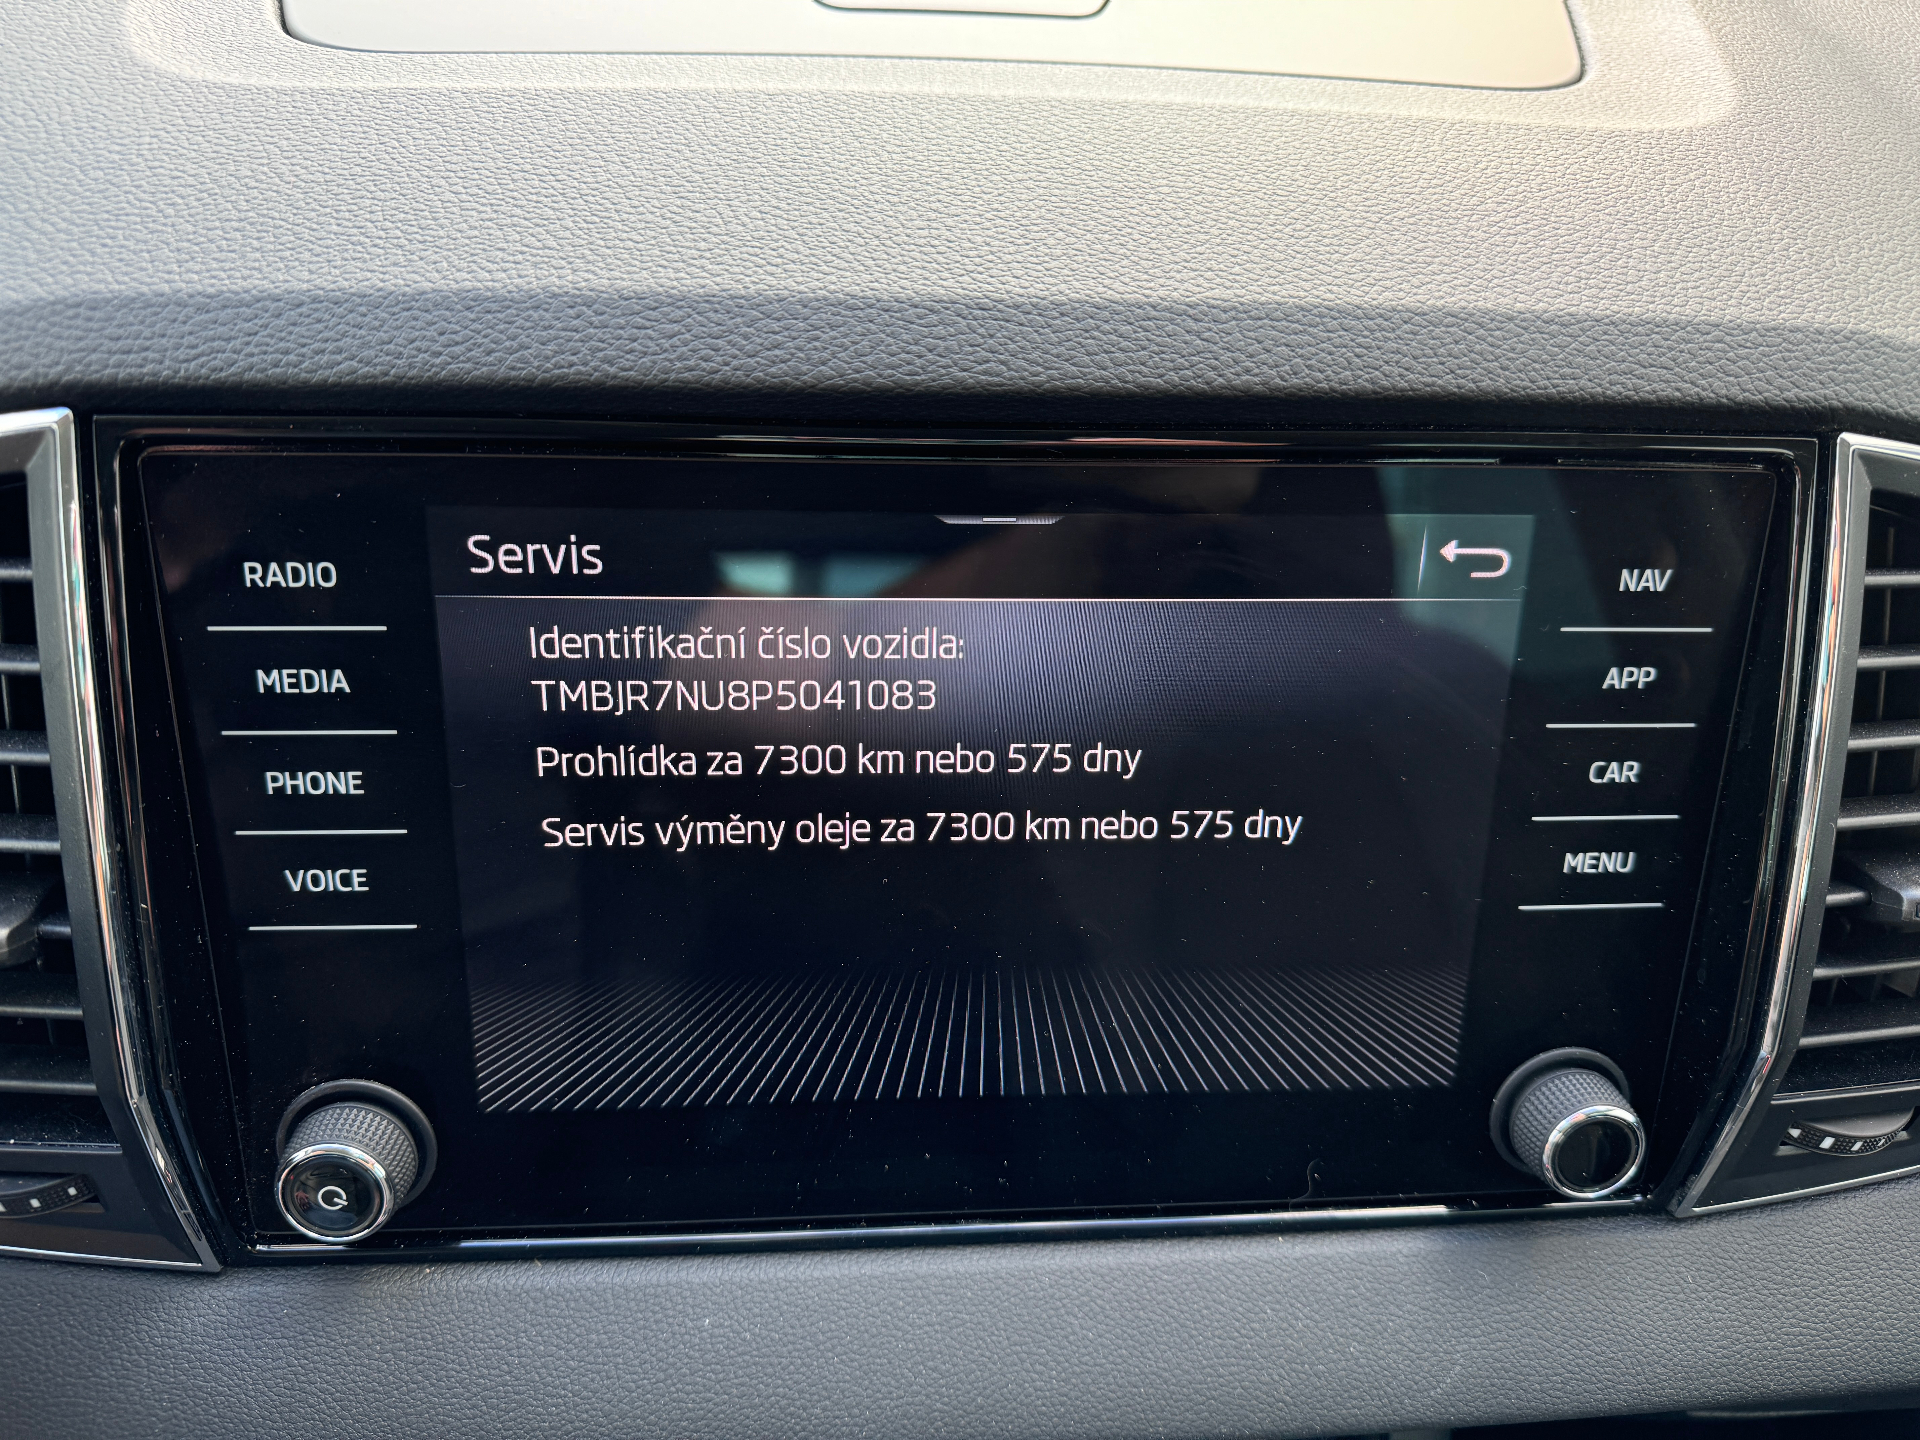 Servis
RADIO
MEDIA
PHONE
VOICE
Identifikační číslo vozidla:
TMBJR7NU8P5041083
Prohlídka za 7300 km nebo 575 dny
Servis výměny oleje za 7300 km nebo 575 dny
NAV
APP
CAR
MENU